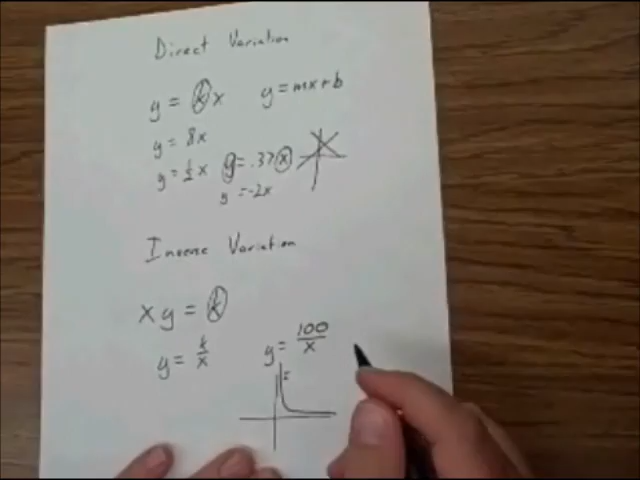 Direct Variation
y = kx y = mx + b
y = 8x
y = ½x y = .37x
y = -2x
Inverse Variation
xy = k
y = k/x y = 100/x